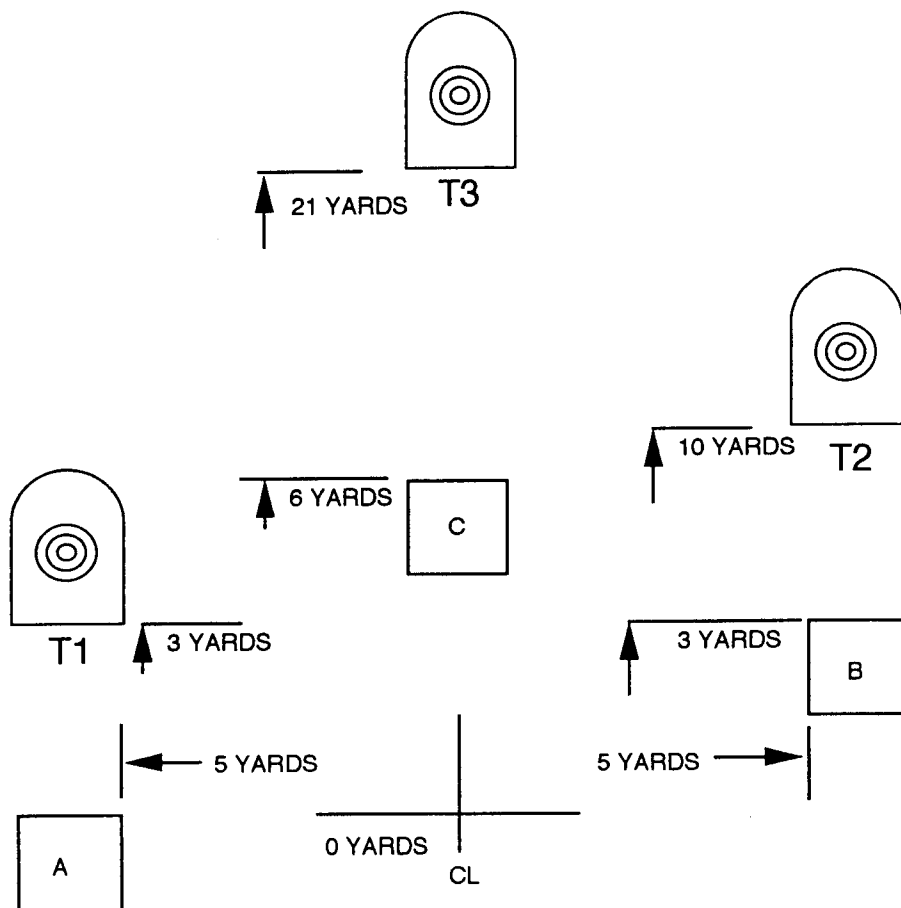 T3
21 YARDS
10 YARDS
T2
6 YARDS
C
T1
3 YARDS
3 YARDS
B
5 YARDS
5 YARDS
A
0 YARDS
CL